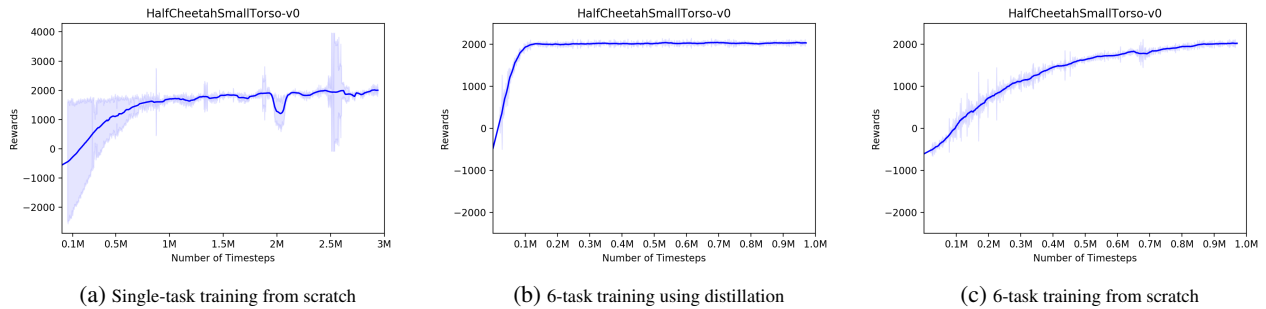 HalfCheetahSmallTorso-v0
4000
3000
2000
1000
0
−1000
−2000
Rewards
0.1M 0.5M 1M 1.5M 2M 2.5M 3M
Number of Timesteps
(a) Single-task training from scratch
HalfCheetahSmallTorso-v0
2000
1000
0
−1000
−2000
Rewards
0.1M 0.2M 0.3M 0.4M 0.5M 0.6M 0.7M 0.8M 0.9M 1.0M
Number of Timesteps
(b) 6-task training using distillation
HalfCheetahSmallTorso-v0
2000
1000
0
−1000
−2000
Rewards
0.1M 0.2M 0.3M 0.4M 0.5M 0.6M 0.7M 0.8M 0.9M 1.0M
Number of Timesteps
(c) 6-task training from scratch